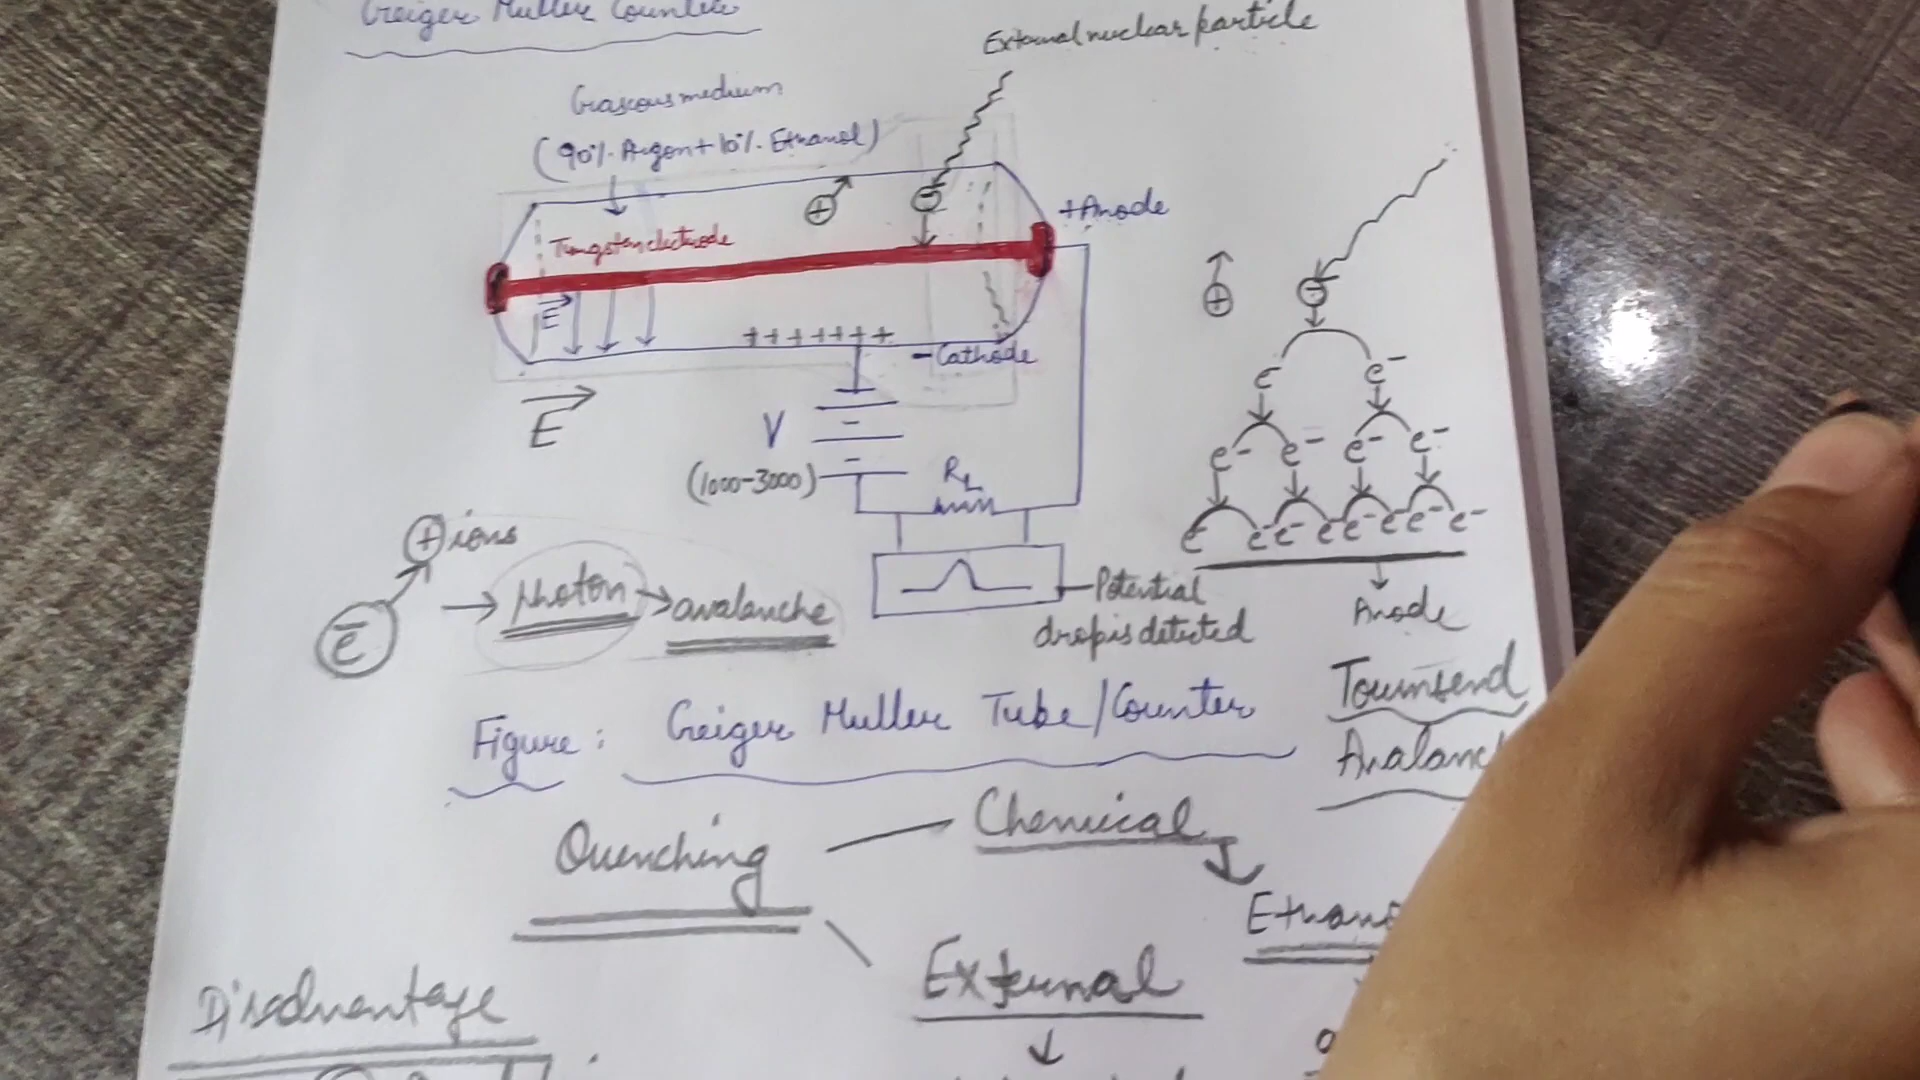 Geiger Muller Counter
External nuclear particle
Gaseous medium
(90% Argon + 10% Ethanol)
+
-
+ Anode
Tungsten electrode
E
+ + + + + + +
- Cathode
E
V
-
-
(1000-3000)
RL
+ ions
e-
photon
avalanche
Potential
drop is detected
+
-
e e-
e- e- e- e-
e e e e e e e- e-
Anode
Townsend
Figure: Geiger Muller Tube/Counter
Quenching
Chemical
External
Disadvantage